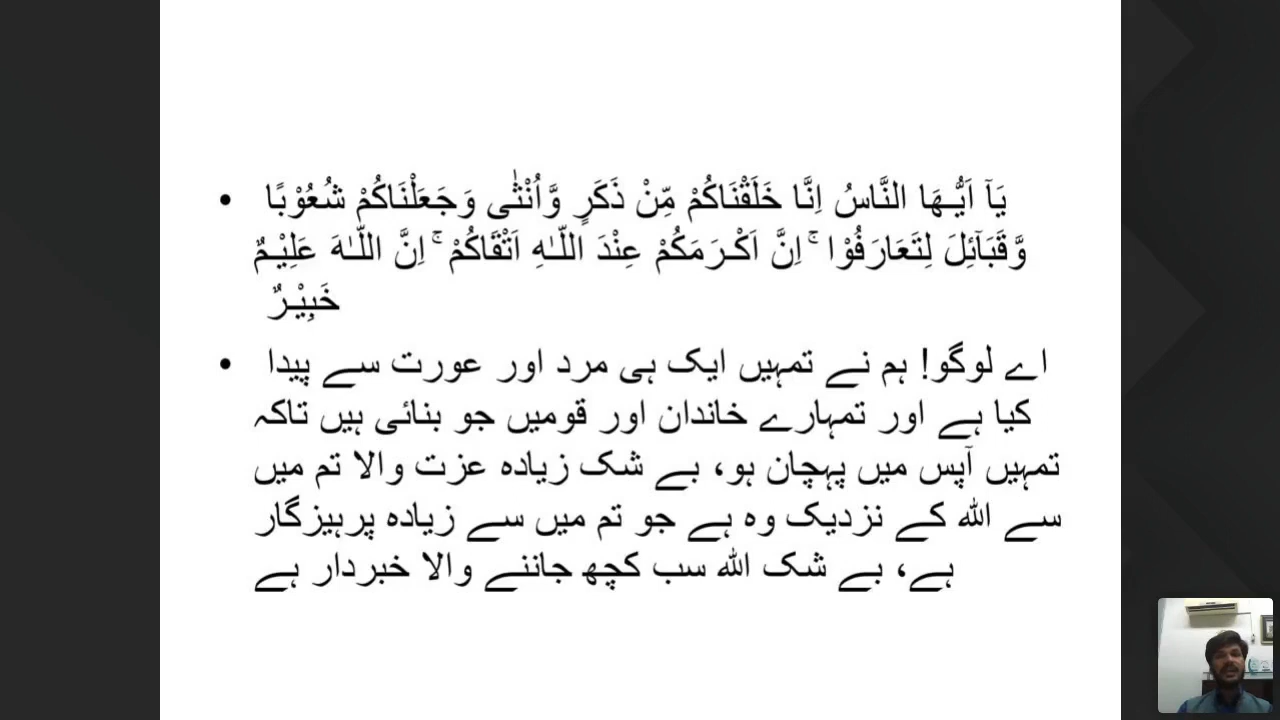 • يَآ اَيُّـهَا النَّاسُ اِنَّا خَلَقْنَاكُمْ مِّنْ ذَكَرٍ وَّاُنْثٰى وَجَعَلْنَاكُمْ شُعُوْبًا
وَّقَبَآئِلَ لِتَعَارَفُوْا ۚ اِنَّ اَكْـرَمَكُمْ عِنْدَ اللّـٰهِ اَتْقَاكُمْ ۚ اِنَّ اللّـٰهَ عَلِيْـمٌ
خَبِيْـرٌ
• اے لوگو! ہم نے تمہیں ایک ہی مرد اور عورت سے پیدا
کیا ہے اور تمہارے خاندان اور قومیں جو بنائی ہیں تاکہ
تمہیں آپس میں پہچان ہو، بے شک زیادہ عزت والا تم میں
سے اللہ کے نزدیک وہ ہے جو تم میں سے زیادہ پرہیزگار
ہے، بے شک اللہ سب کچھ جاننے والا خبردار ہے